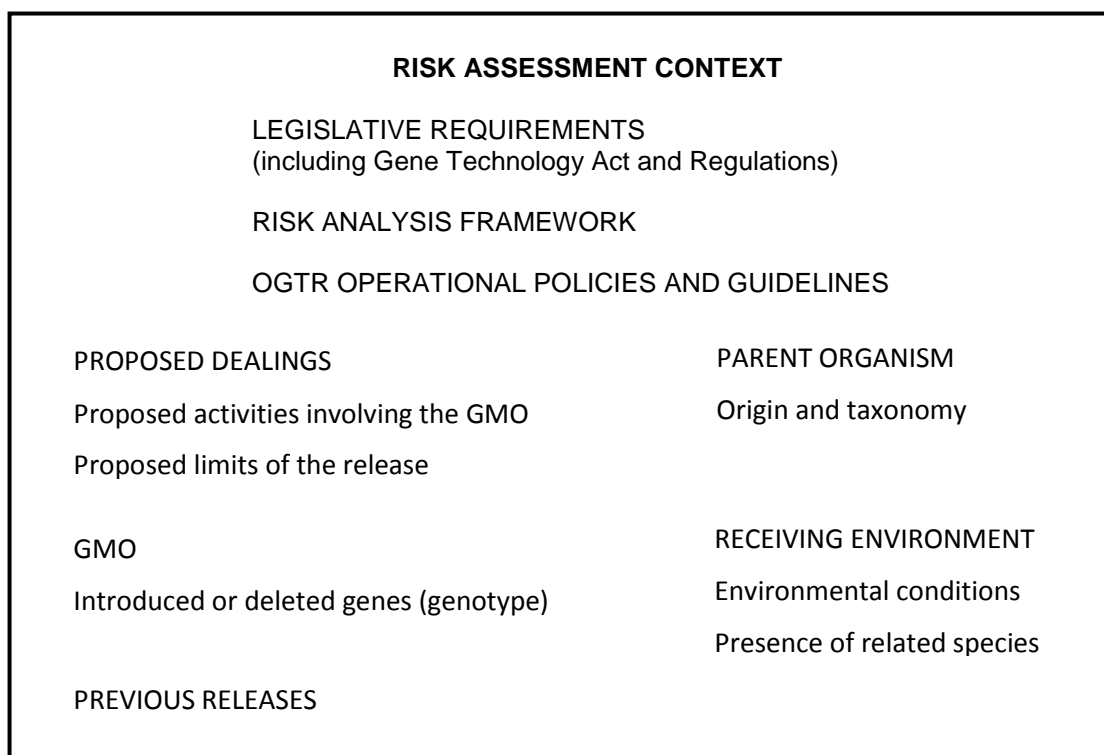 RISK ASSESSMENT CONTEXT
LEGISLATIVE REQUIREMENTS
(including Gene Technology Act and Regulations)
RISK ANALYSIS FRAMEWORK
OGTR OPERATIONAL POLICIES AND GUIDELINES
PROPOSED DEALINGS
Proposed activities involving the GMO
Proposed limits of the release
PARENT ORGANISM
Origin and taxonomy
GMO
Introduced or deleted genes (genotype)
RECEIVING ENVIRONMENT
Environmental conditions
Presence of related species
PREVIOUS RELEASES